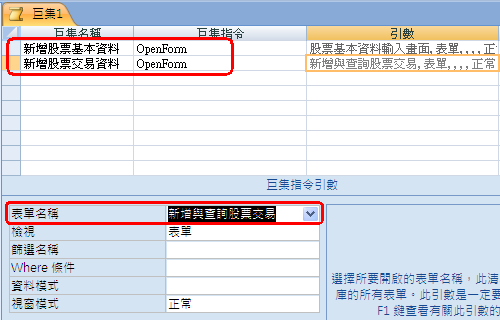 巨集1
巨集名稱 巨集指令 引數
新增股票基本資料 OpenForm 股票基本資料輸入畫面, 表單, , , , 正
新增股票交易資料 OpenForm 新增與查詢股票交易, 表單, , , , 正常
巨集指令引數
表單名稱 新增與查詢股票交易
檢視 表單
篩選名稱
Where 條件
資料模式
視窗模式 正常
選擇所要開啟的表單名稱，此清
庫的所有表單。此引數是一定要
F1 鍵查看有關此引數的